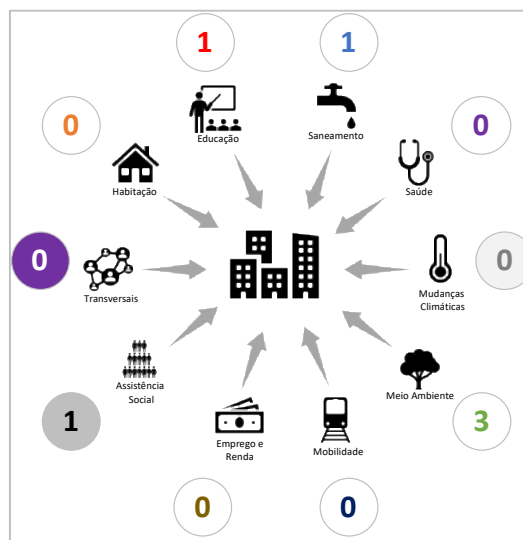 1
1
Educação
Saneamento
0
0
Habitação
Saúde
0
0
Transversais
Mudanças
Climáticas
Assistência
Social
Meio Ambiente
1
3
Emprego e
Renda
Mobilidade
0
0